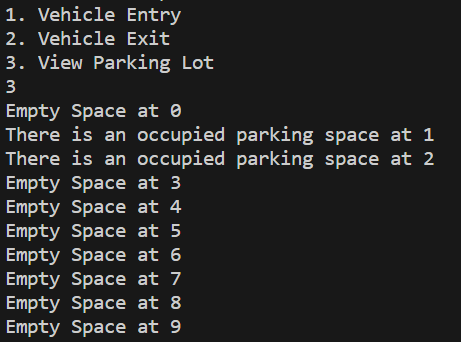 1. Vehicle Entry
2. Vehicle Exit
3. View Parking Lot
3
Empty Space at 0
There is an occupied parking space at 1
There is an occupied parking space at 2
Empty Space at 3
Empty Space at 4
Empty Space at 5
Empty Space at 6
Empty Space at 7
Empty Space at 8
Empty Space at 9